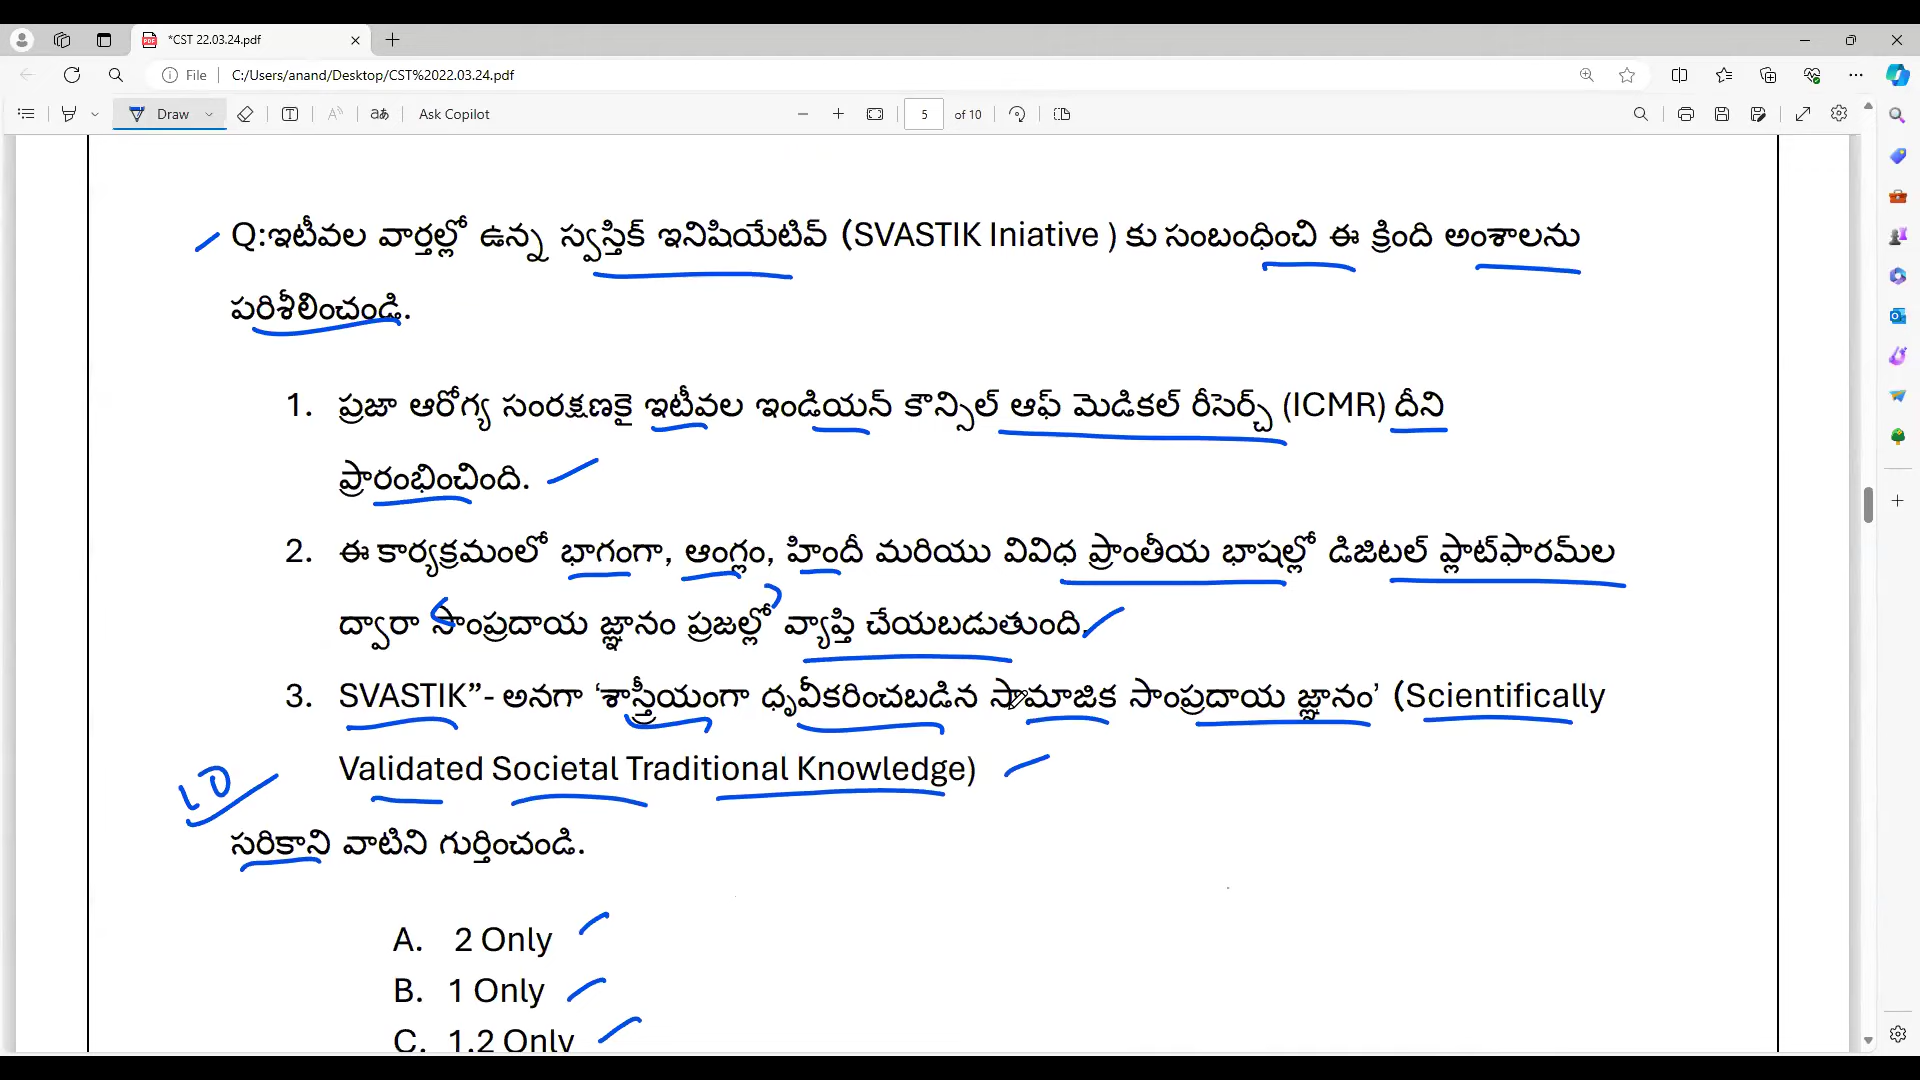 *CST 22.03.24.pdf
File C:/Users/anand/Desktop/CST%2022.03.24.pdf
Draw aあ Ask Copilot 5 of 10
Q:ఇటీవల వార్తల్లో ఉన్న స్వస్తిక్ ఇనిషియేటివ్ (SVASTIK Iniative ) కు సంబంధించి ఈ క్రింది అంశాలను
పరిశీలించండి.
1. ప్రజా ఆరోగ్య సంరక్షణకై ఇటీవల ఇండియన్ కౌన్సిల్ ఆఫ్ మెడికల్ రీసెర్చ్ (ICMR) దీని
ప్రారంభించింది.
2. ఈ కార్యక్రమంలో భాగంగా, ఆంగ్లం, హిందీ మరియు వివిధ ప్రాంతీయ భాషల్లో డిజిటల్ ప్లాట్‌ఫారమ్‌ల
ద్వారా సాంప్రదాయ జ్ఞానం ప్రజల్లో వ్యాప్తి చేయబడుతుంది.
3. SVASTIK”- అనగా ‘శాస్త్రీయంగా ధృవీకరించబడిన సామాజిక సాంప్రదాయ జ్ఞానం’ (Scientifically
Validated Societal Traditional Knowledge)
సరికాని వాటిని గుర్తించండి.
A. 2 Only
B. 1 Only
C. 1,2 Only